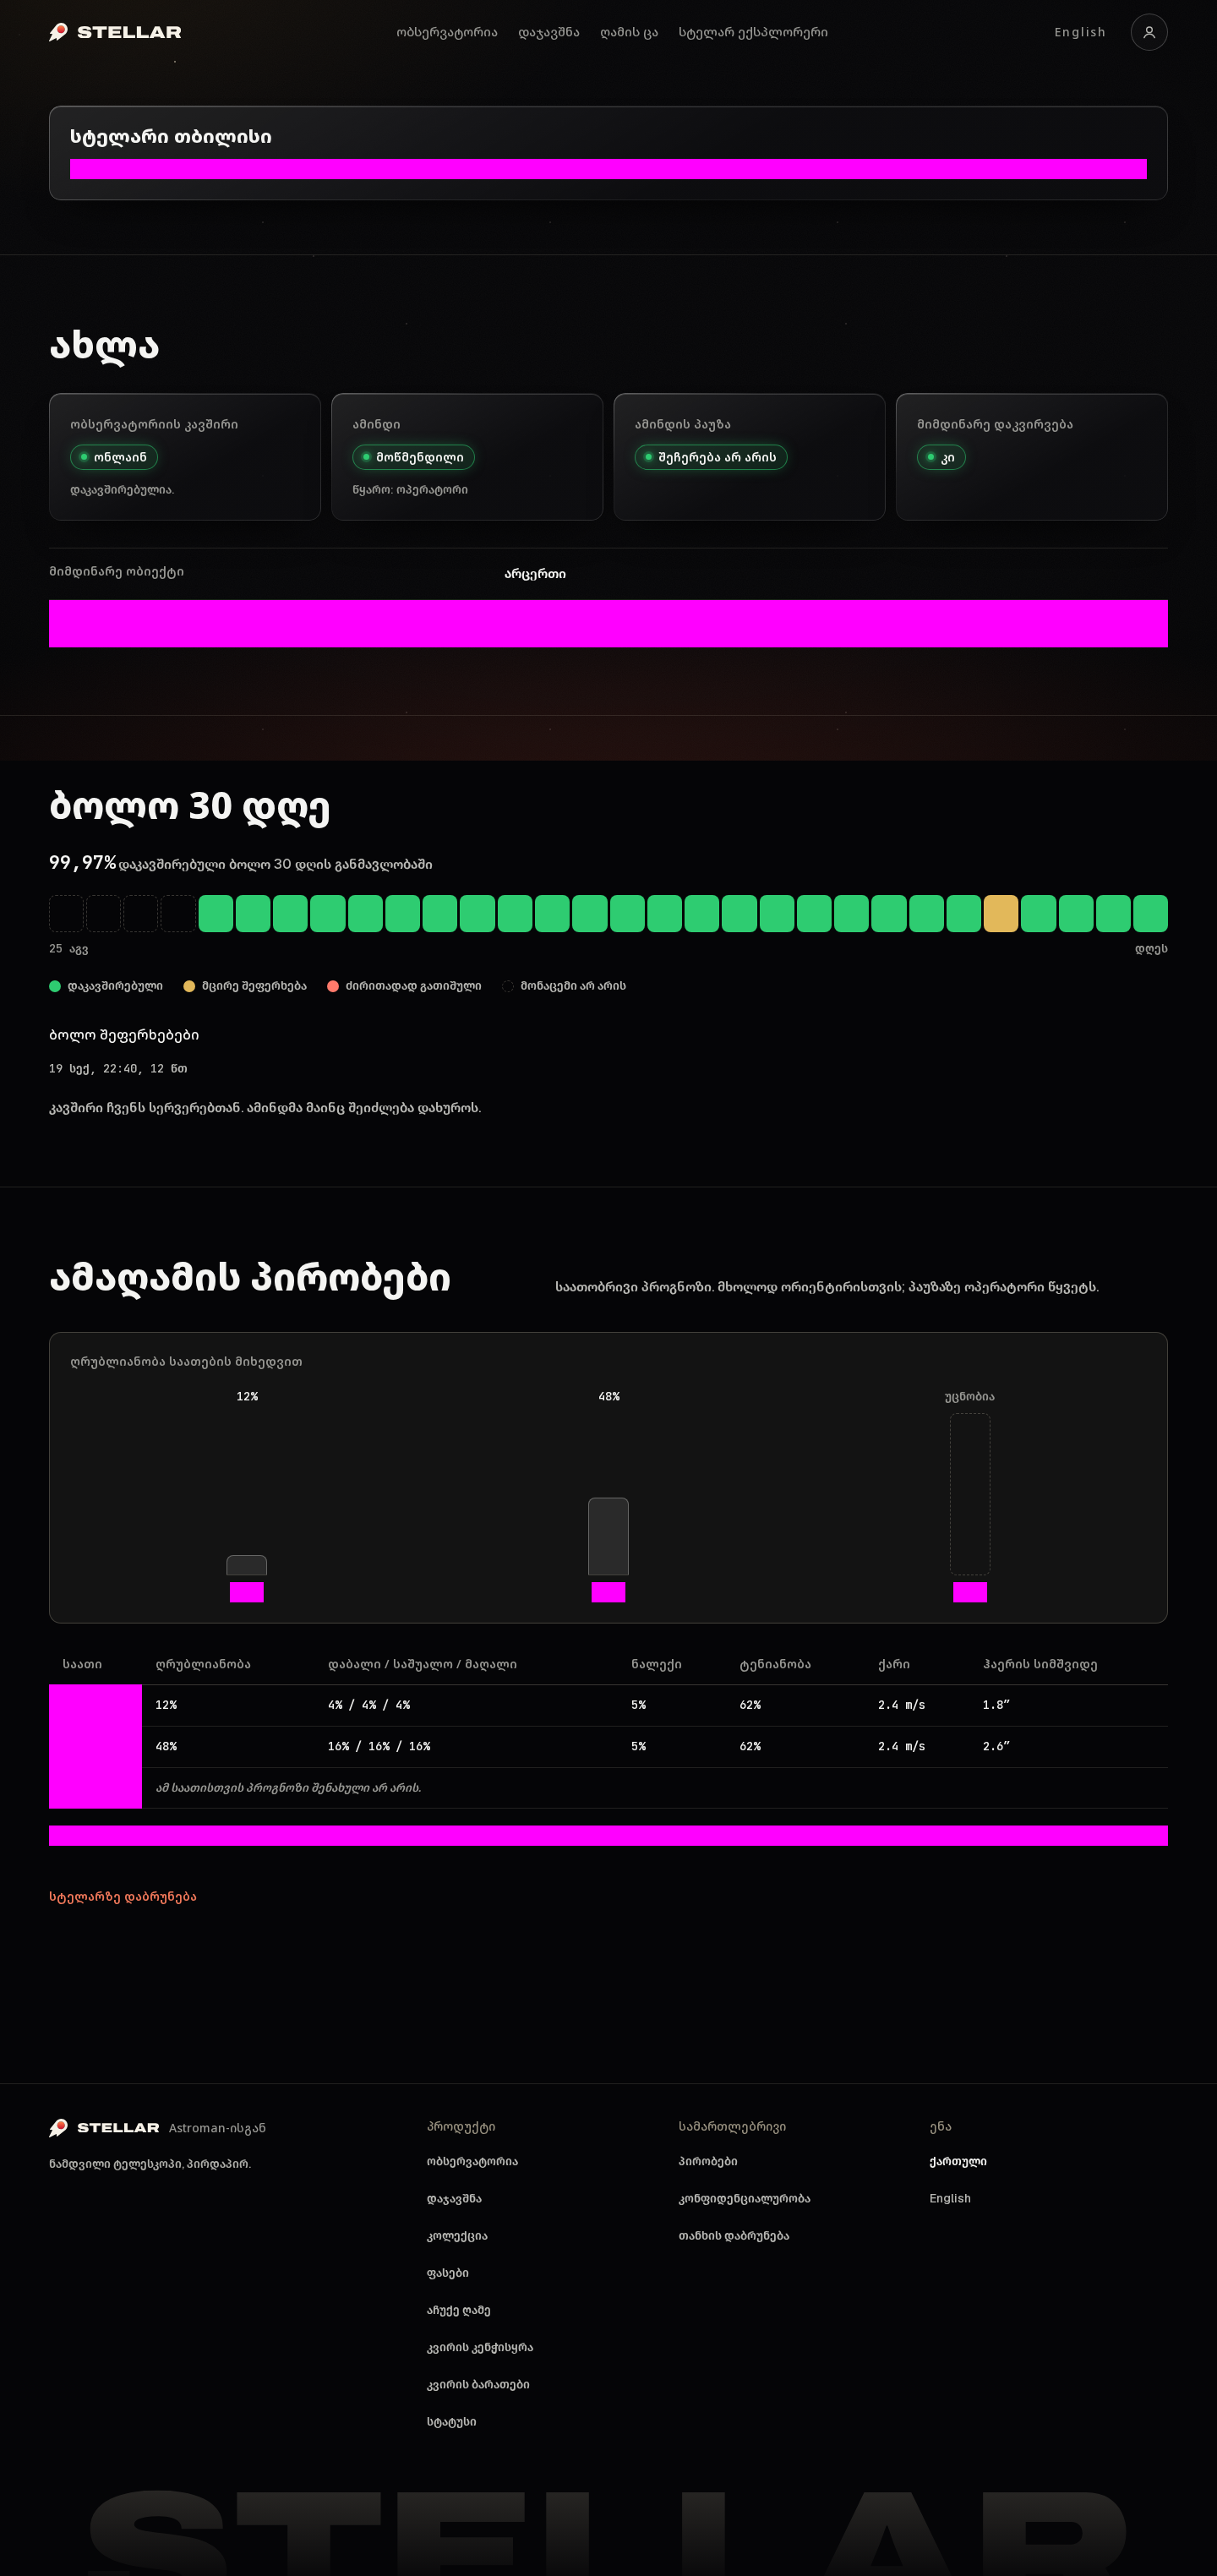 STELLAR
ობსერვატორია დაჯავშნა ღამის ცა სტელარ ექსპლორერი
English
სტელარი თბილისი
ახლა
ობსერვატორიის კავშირი
ონლაინ
დაკავშირებულია.
ამინდი
მოწმენდილი
წყარო: ოპერატორი
ამინდის პაუზა
შეჩერება არ არის
მიმდინარე დაკვირვება
კი
მიმდინარე ობიექტი
არცერთი
ბოლო 30 დღე
99,97% დაკავშირებული ბოლო 30 დღის განმავლობაში
25 აგვ
დღეს
დაკავშირებული
მცირე შეფერხება
ძირითადად გათიშული
მონაცემი არ არის
ბოლო შეფერხებები
19 სექ, 22:40, 12 წთ
კავშირი ჩვენს სერვერებთან. ამინდმა მაინც შეიძლება დახუროს.
ამაღამის პირობები
საათობრივი პროგნოზი. მხოლოდ ორიენტირისთვის; პაუზაზე ოპერატორი წყვეტს.
ღრუბლიანობა საათების მიხედვით
12%
48%
უცნობია
საათი ღრუბლიანობა დაბალი / საშუალო / მაღალი ნალექი ტენიანობა ქარი ჰაერის სიმშვიდე
12% 4% / 4% / 4% 5% 62% 2.4 m/s 1.8″
48% 16% / 16% / 16% 5% 62% 2.4 m/s 2.6″
ამ საათისთვის პროგნოზი შენახული არ არის.
სტელარზე დაბრუნება
STELLAR Astroman-ისგან
ნამდვილი ტელესკოპი, პირდაპირ.
პროდუქტი
ობსერვატორია
დაჯავშნა
კოლექცია
ფასები
აჩუქე ღამე
კვირის კენჭისყრა
კვირის ბარათები
სტატუსი
სამართლებრივი
პირობები
კონფიდენციალურობა
თანხის დაბრუნება
ენა
ქართული
English
STELLAR